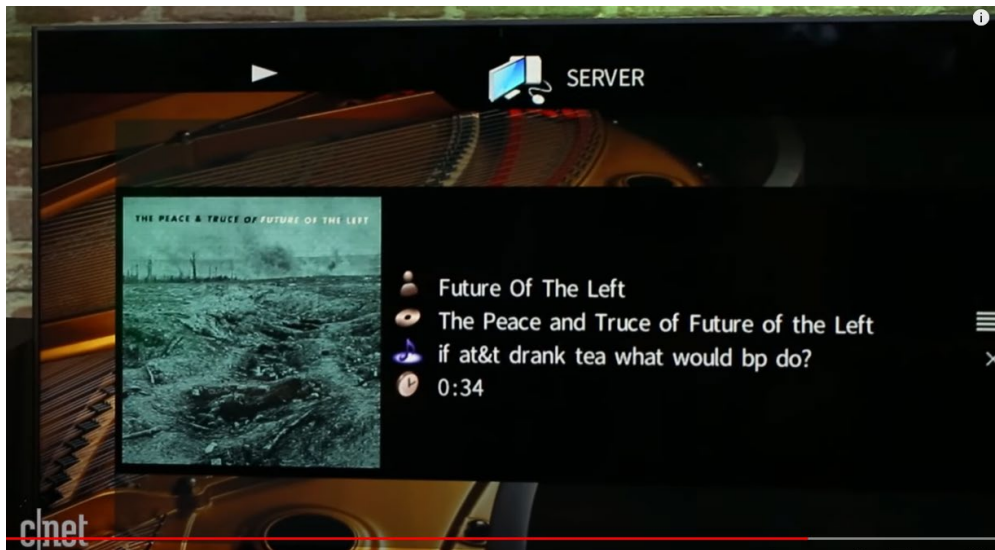 SERVER
THE PEACE & TRUCE OF FUTURE OF THE LEFT
Future Of The Left
The Peace and Truce of Future of the Left
if at&t drank tea what would bp do?
0:34
c|net
i